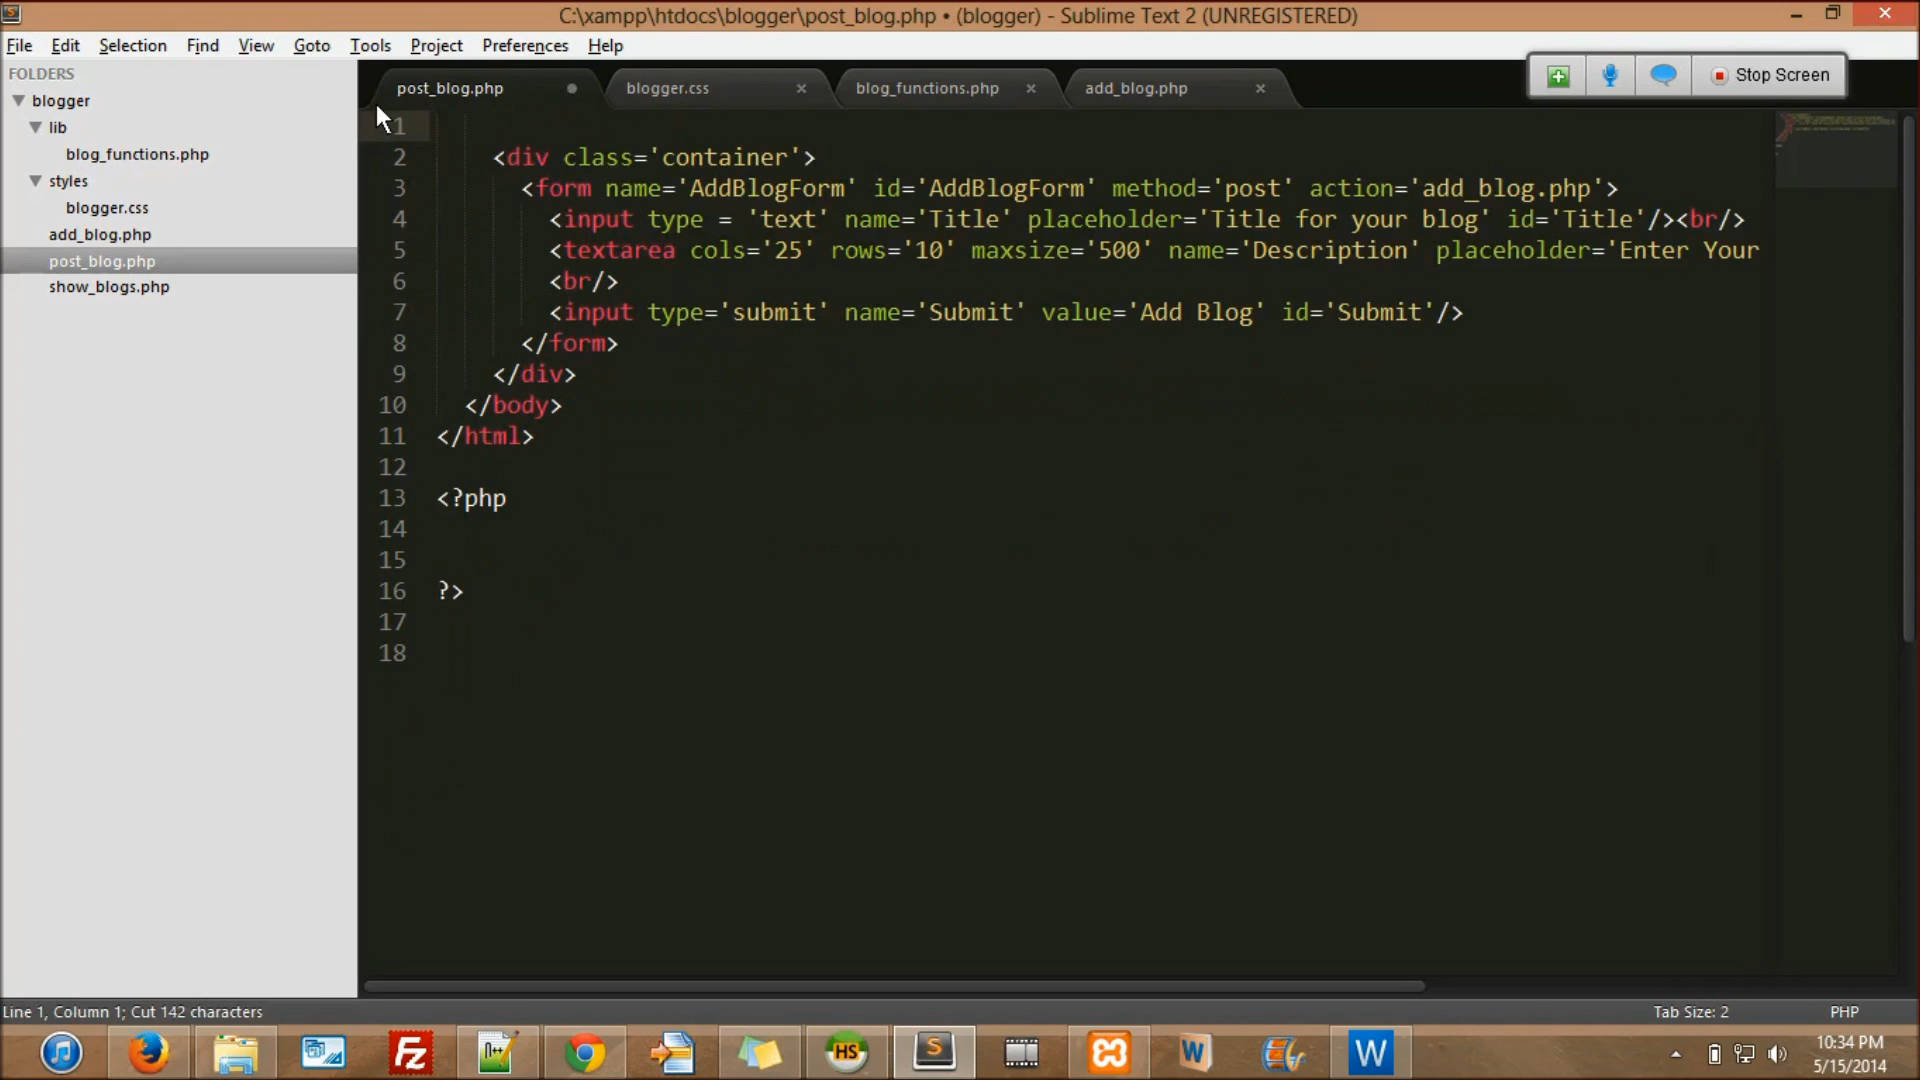 C:\xampp\htdocs\blogger\post_blog.php • (blogger) - Sublime Text 2 (UNREGISTERED)
File Edit Selection Find View Goto Tools Project Preferences Help
FOLDERS
blogger
lib
blog_functions.php
styles
blogger.css
add_blog.php
post_blog.php
show_blogs.php
post_blog.php blogger.css blog_functions.php add_blog.php
Stop Screen
1
2 <div class='container'>
3 <form name='AddBlogForm' id='AddBlogForm' method='post' action='add_blog.php'>
4 <input type = 'text' name='Title' placeholder='Title for your blog' id='Title'/><br/>
5 <textarea cols='25' rows='10' maxsize='500' name='Description' placeholder='Enter Your
6 <br/>
7 <input type='submit' name='Submit' value='Add Blog' id='Submit'/>
8 </form>
9 </div>
10 </body>
11 </html>
12
13 <?php
14
15
16 ?>
17
18
Line 1, Column 1; Cut 142 characters
Tab Size: 2
PHP
FZ
n++
HS
S
W
W
10:34 PM
5/15/2014